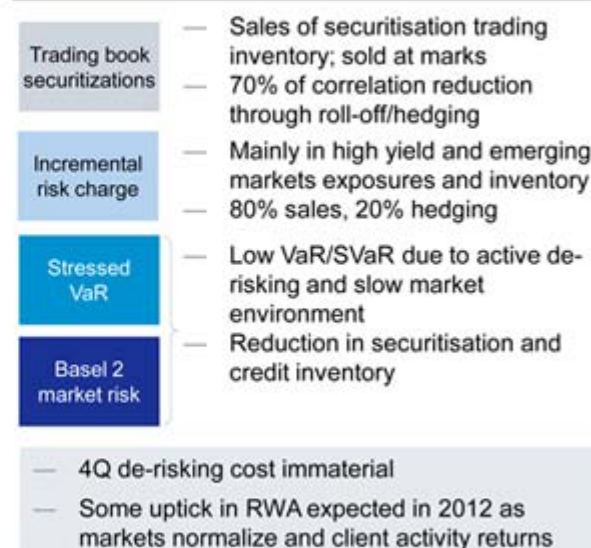 Trading book
securitizations
— Sales of securitisation trading
inventory; sold at marks
— 70% of correlation reduction
through roll-off/hedging
Incremental
risk charge
— Mainly in high yield and emerging
markets exposures and inventory
— 80% sales, 20% hedging
Stressed
VaR
Basel 2
market risk
— Low VaR/SVaR due to active de-
risking and slow market
environment
— Reduction in securitisation and
credit inventory
— 4Q de-risking cost immaterial
— Some uptick in RWA expected in 2012 as
markets normalize and client activity returns